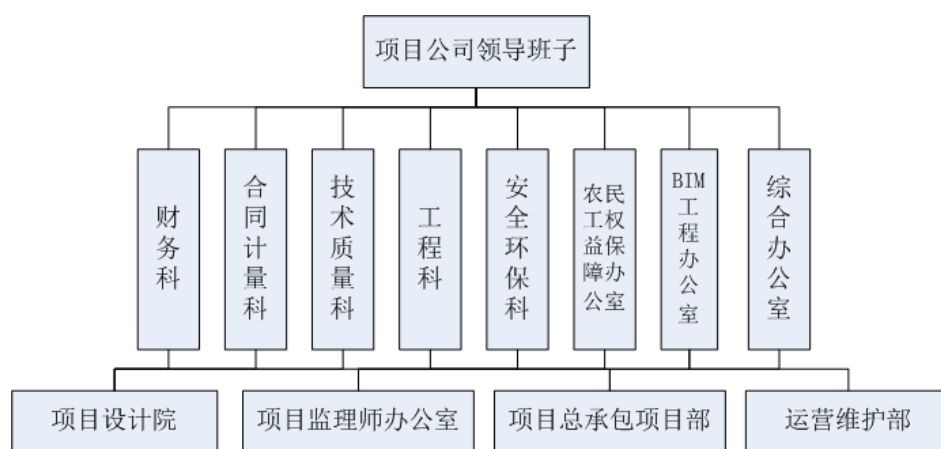 项目公司领导班子
财务科
合同计量科
技术质量科
工程科
安全环保科
农民工权益保障办公室
BIM工程办公室
综合办公室
项目设计院
项目监理师办公室
项目总承包项目部
运营维护部